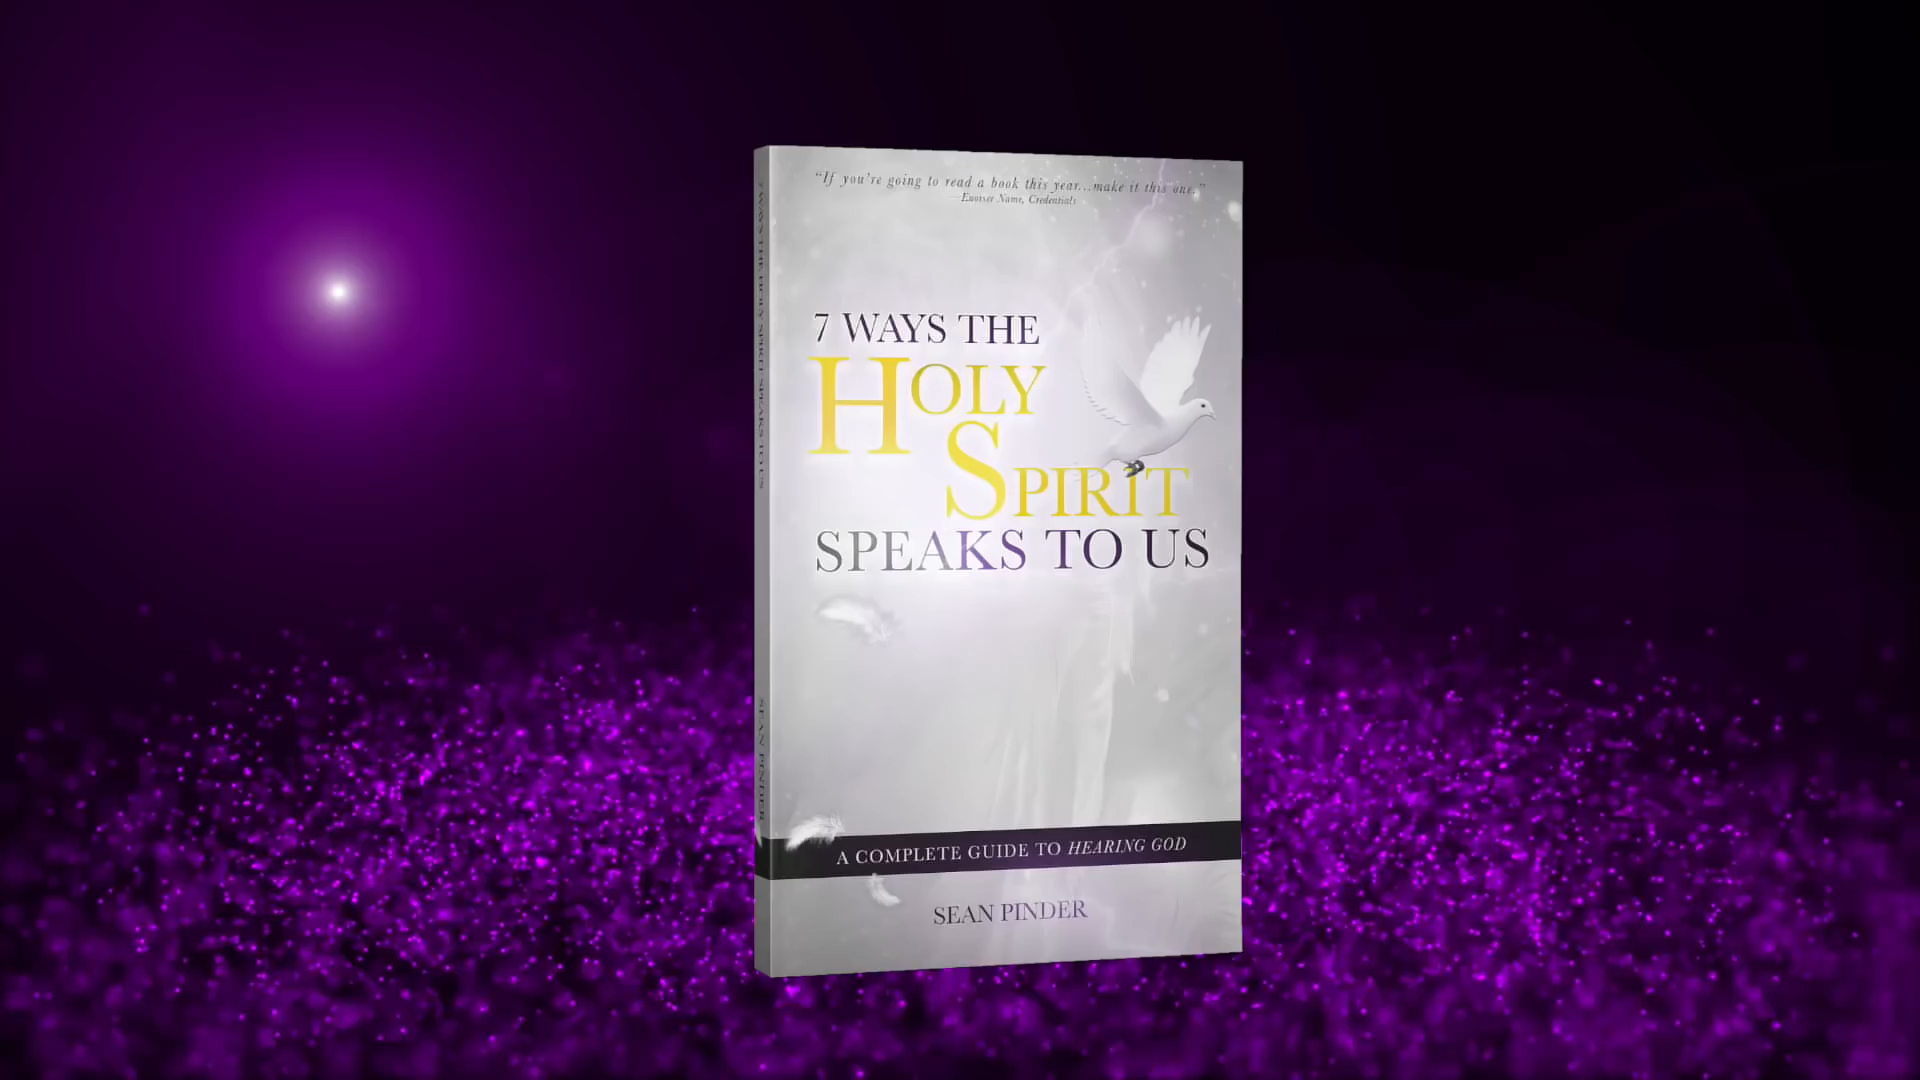 “If you’re going to read a book this year...make it this one.”
—Enoiser Name, Credentials
7 WAYS THE
HOLY
SPIRIT
SPEAKS TO US
A COMPLETE GUIDE TO HEARING GOD
SEAN PINDER
7 WAYS THE HOLY SPIRIT SPEAKS TO US
SEAN PINDER